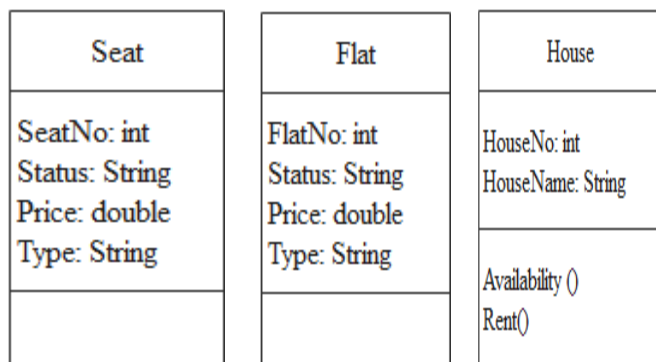 Seat
SeatNo: int
Status: String
Price: double
Type: String
Flat
FlatNo: int
Status: String
Price: double
Type: String
House
HouseNo: int
HouseName: String
Availability ()
Rent()